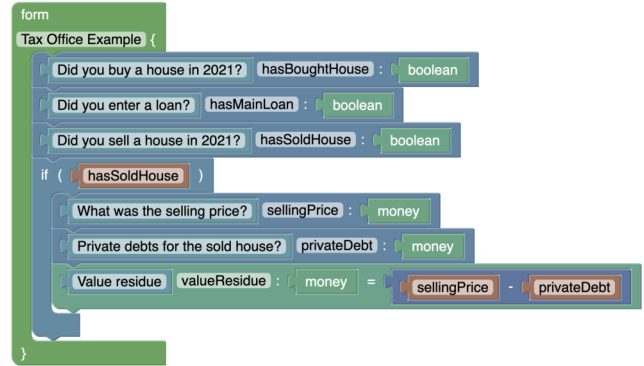 form
Tax Office Example {
Did you buy a house in 2021? hasBoughtHouse : boolean
Did you enter a loan? hasMainLoan : boolean
Did you sell a house in 2021? hasSoldHouse : boolean
if ( hasSoldHouse )
What was the selling price? sellingPrice : money
Private debts for the sold house? privateDebt : money
Value residue valueResidue : money = sellingPrice - privateDebt
}